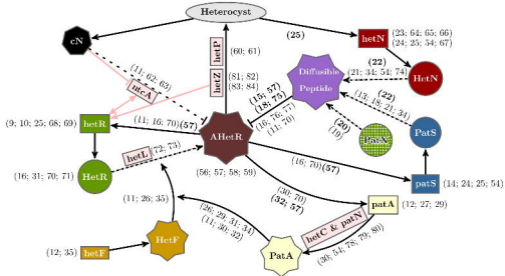 Heterocyst
cN
(25)
hetN
(23; 64; 65; 66)
(24; 25; 54; 67)
hetP
(60; 61)
hetZ
(81; 82)
(83; 84)
(11; 62; 63)
ntcA
Diffusible
Peptide
(22)
(21; 34; 54; 74)
HetN
(15; 57)
(18; 75)
(16; 76; 77)
(11; 70)
(22)
(13; 18; 21; 34)
(20)
(19)
PatX
PatS
hetR
(9; 10; 25; 68; 69)
(11; 16; 70)(57)
AHetR
(72; 73)
hetL
HetR
(16; 31; 70; 71)
(56; 57; 58; 59)
(16; 70)(57)
patS
(14; 24; 25; 54)
(30; 70)
(32; 57)
patA
(12; 27; 29)
hetC & patN
(30; 54; 78; 79; 80)
(11; 26; 35)
(26; 29; 31; 34)
(11; 30; 32)
HetF
hetF
(12; 35)
PatA